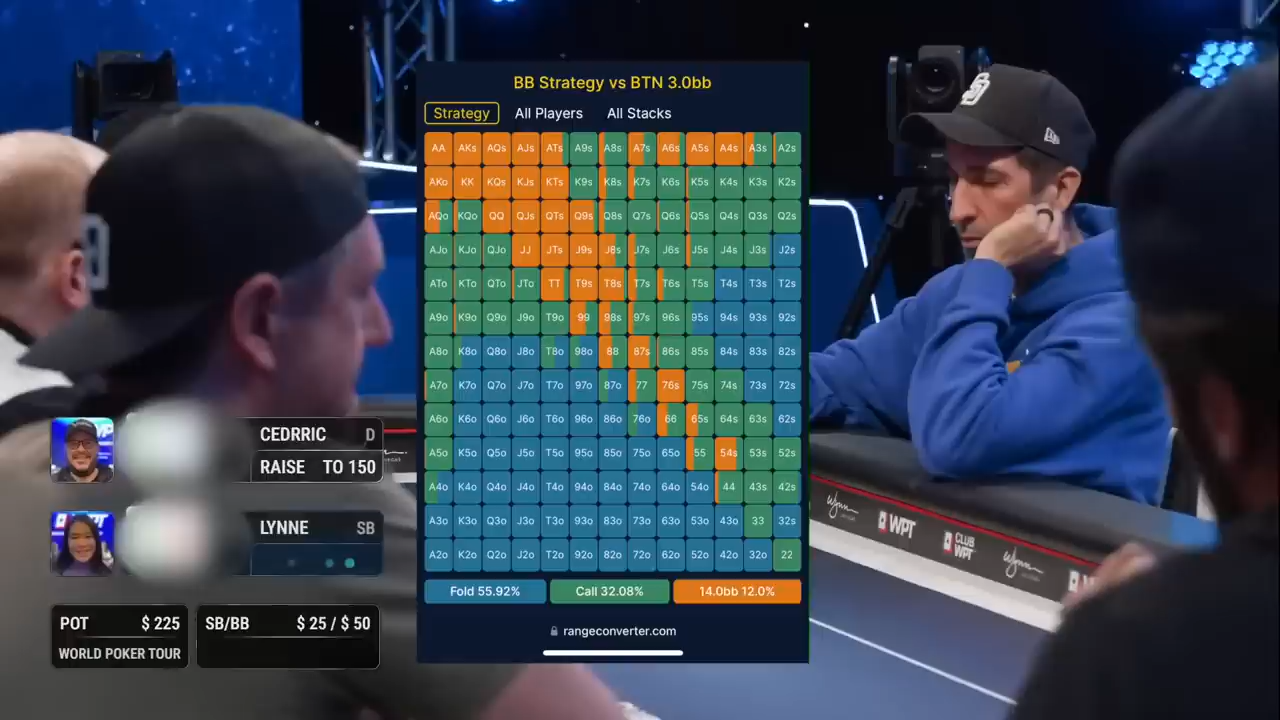 BB Strategy vs BTN 3.0bb
Strategy All Players All Stacks
AA AKs AQs AJs ATs A9s A8s A7s A6s A5s A4s A3s A2s
AKo KK KQs KJs KTs K9s K8s K7s K6s K5s K4s K3s K2s
AQo KQo QQ QJs QTs Q9s Q8s Q7s Q6s Q5s Q4s Q3s Q2s
AJo KJo QJo JJ JTs J9s J8s J7s J6s J5s J4s J3s J2s
ATo KTo QTo JTo TT T9s T8s T7s T6s T5s T4s T3s T2s
A9o K9o Q9o J9o T9o 99 98s 97s 96s 95s 94s 93s 92s
A8o K8o Q8o J8o T8o 98o 88 87s 86s 85s 84s 83s 82s
A7o K7o Q7o J7o T7o 97o 87o 77 76s 75s 74s 73s 72s
A6o K6o Q6o J6o T6o 96o 86o 76o 66 65s 64s 63s 62s
A5o K5o Q5o J5o T5o 95o 85o 75o 65o 55 54s 53s 52s
A4o K4o Q4o J4o T4o 94o 84o 74o 64o 54o 44 43s 42s
A3o K3o Q3o J3o T3o 93o 83o 73o 63o 53o 43o 33 32s
A2o K2o Q2o J2o T2o 92o 82o 72o 62o 52o 42o 32o 22
Fold 55.92% Call 32.08% 14.0bb 12.0%
rangeconverter.com
CEDRRIC D
RAISE TO 150
LYNNE SB
POT $ 225
WORLD POKER TOUR
SB/BB $ 25 / $ 50
wynn
WPT
CLUB
WPT
wynn